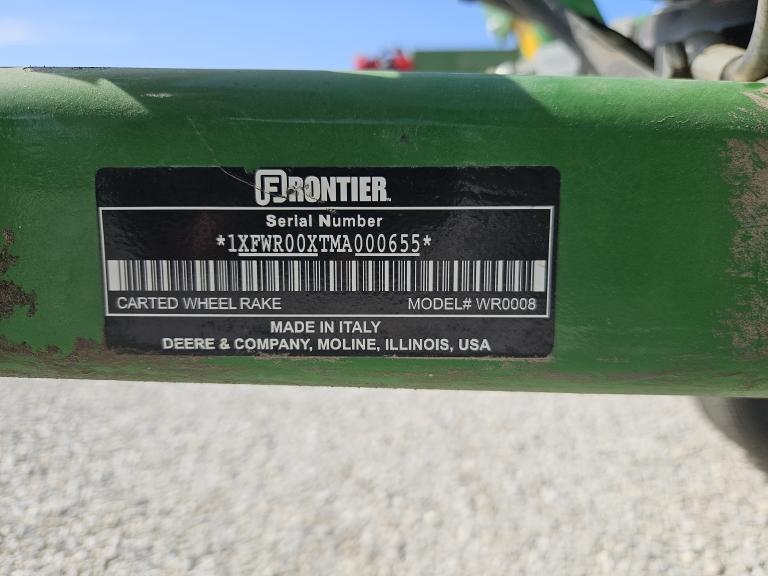 FRONTIER
Serial Number
*1XFWR00XTMA000655*
CARTED WHEEL RAKE MODEL# WR0008
MADE IN ITALY
DEERE & COMPANY, MOLINE, ILLINOIS, USA